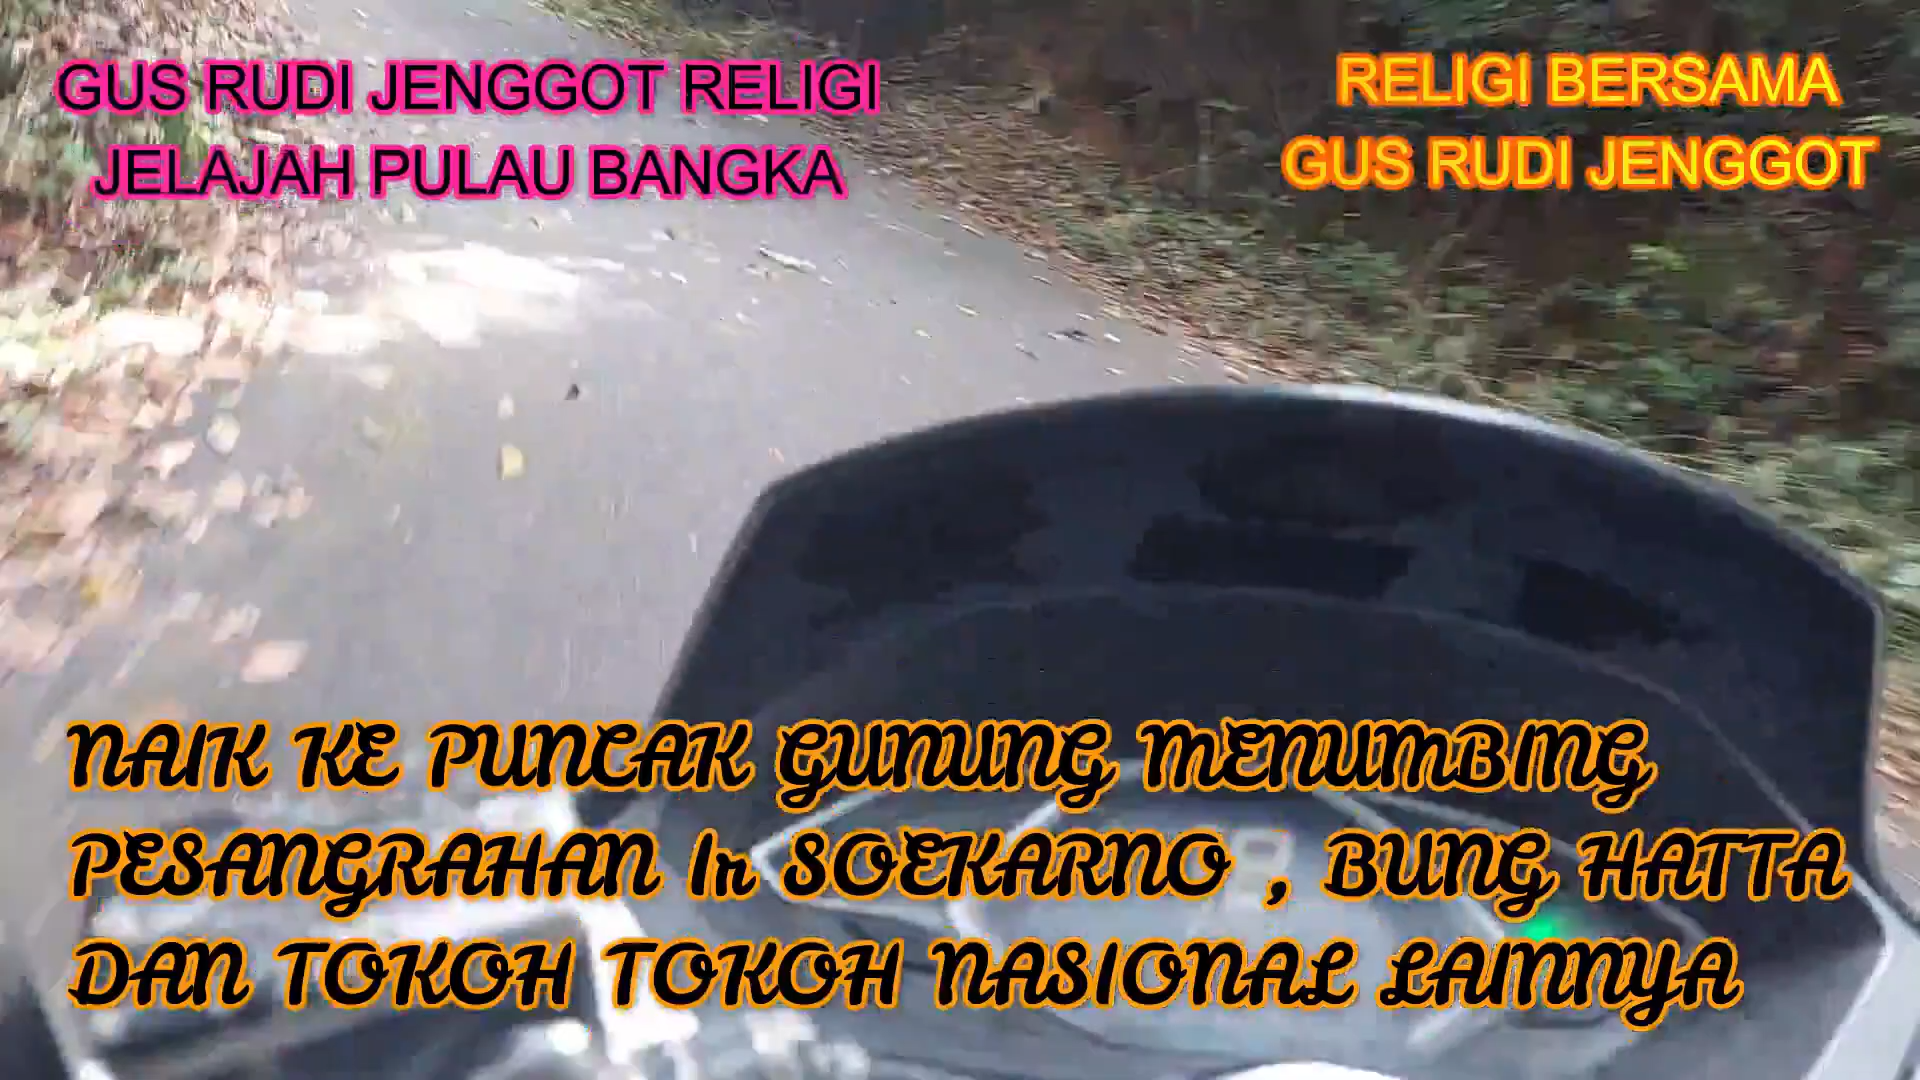 GUS RUDI JENGGOT RELIGI
JELAJAH PULAU BANGKA
RELIGI BERSAMA
GUS RUDI JENGGOT
NAIK KE PUNCAK GUNUNG MENUMBING
PESANGRAHAN Ir SOEKARNO , BUNG HATTA
DAN TOKOH TOKOH NASIONAL LAINNYA